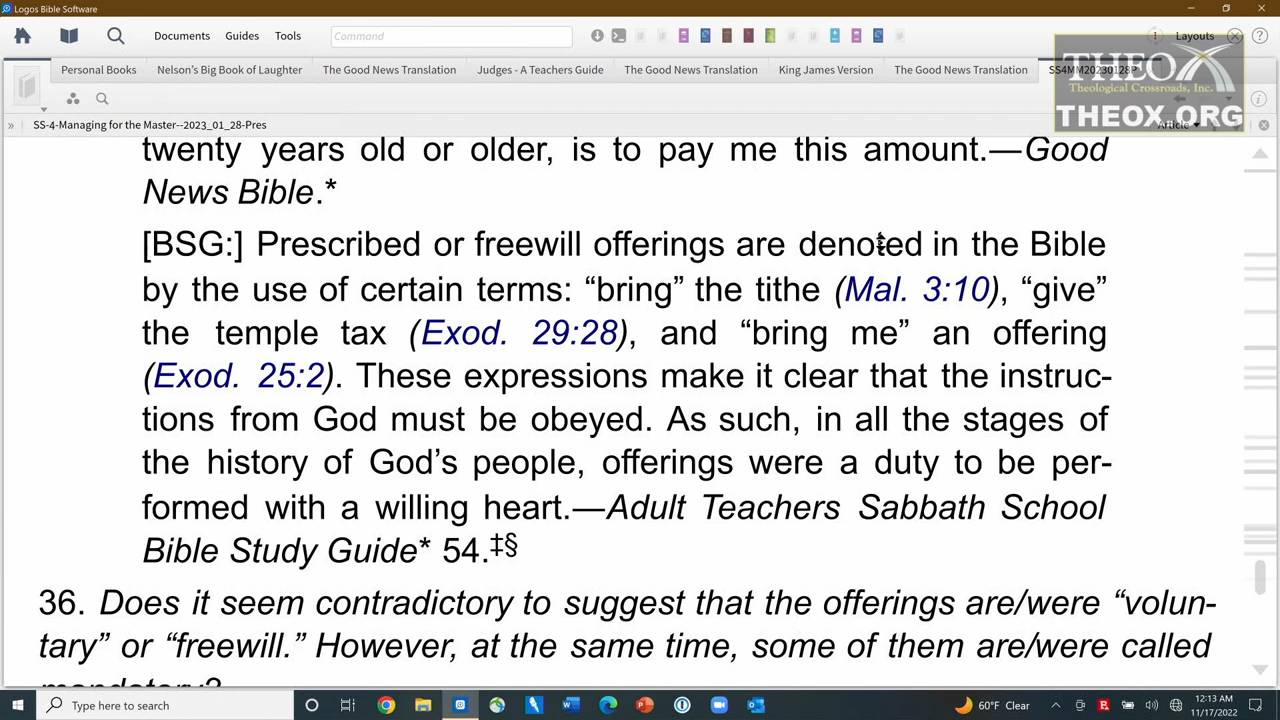 Logos Bible Software
Documents Guides Tools Command Layouts
Personal Books Nelson's Big Book of Laughter Judges - A Teachers Guide The Good News Translation King James Version The Good News Translation SS4MM20230128P
THEOX
Theological Crossroads, Inc.
THEOX.ORG
SS-4-Managing for the Master--2023_01_28-Pres
Article
twenty years old or older, is to pay me this amount.—Good
News Bible.*
[BSG:] Prescribed or freewill offerings are denoted in the Bible
by the use of certain terms: “bring” the tithe (Mal. 3:10), “give”
the temple tax (Exod. 29:28), and “bring me” an offering
(Exod. 25:2). These expressions make it clear that the instruc-
tions from God must be obeyed. As such, in all the stages of
the history of God’s people, offerings were a duty to be per-
formed with a willing heart.—Adult Teachers Sabbath School
Bible Study Guide* 54.‡§
36. Does it seem contradictory to suggest that the offerings are/were “volun-
tary” or “freewill.” However, at the same time, some of them are/were called
mandatory?
Type here to search
60°F Clear
12:13 AM
11/17/2022